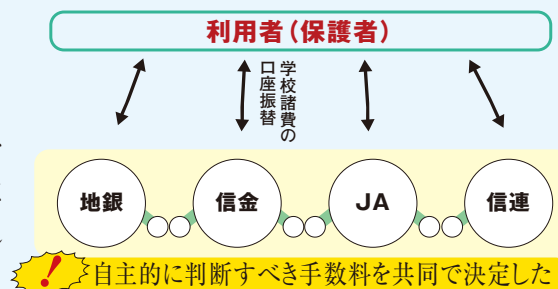 利用者(保護者)
学校諸費の
口座振替
地銀
信金
JA
信連
自主的に判断すべき手数料を共同で決定した